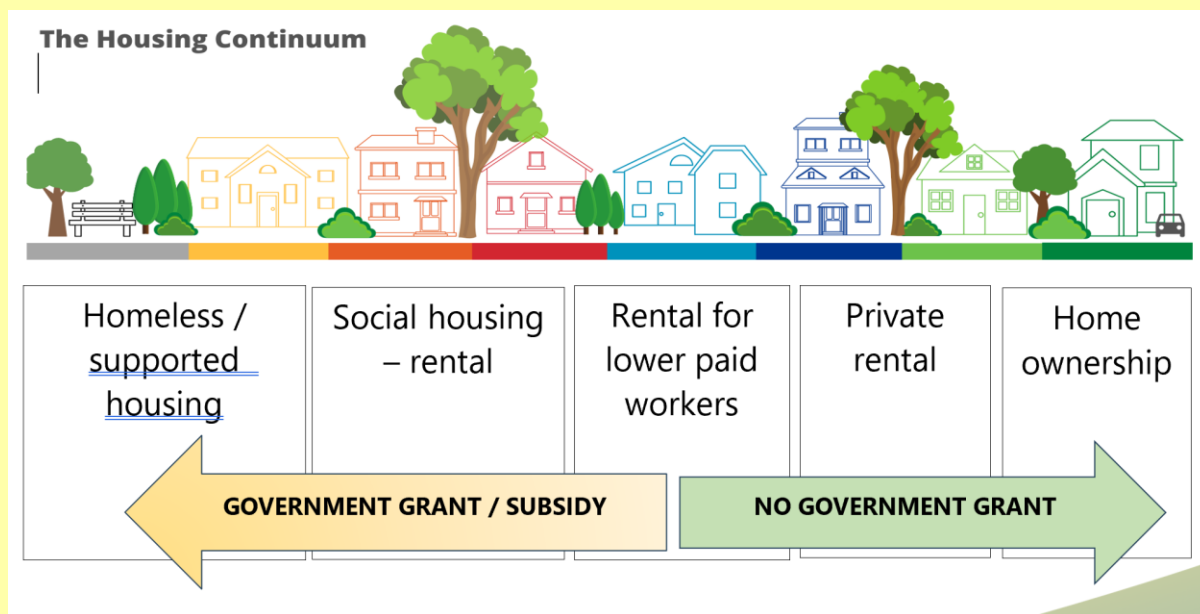 The Housing Continuum
Homeless /
supported
housing
Social housing
– rental
Rental for
lower paid
workers
Private
rental
Home
ownership
GOVERNMENT GRANT / SUBSIDY
NO GOVERNMENT GRANT